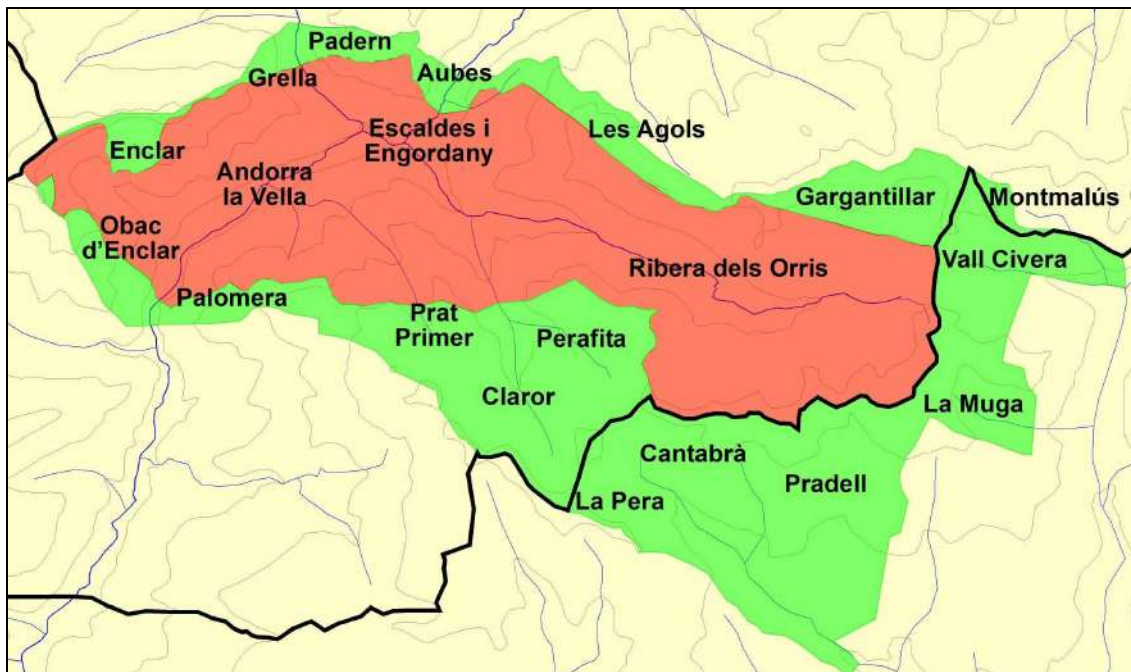 Padern
Grella
Aubes
Enclar
Escaldes i
Engordany
Les Agols
Andorra
la Vella
Gargantillar
Montmalús
Obac
d'Enclar
Vall Civera
Ribera dels Orris
Palomera
Prat
Primer
Perafita
Claror
La Muga
Cantabrà
Pradell
La Pera